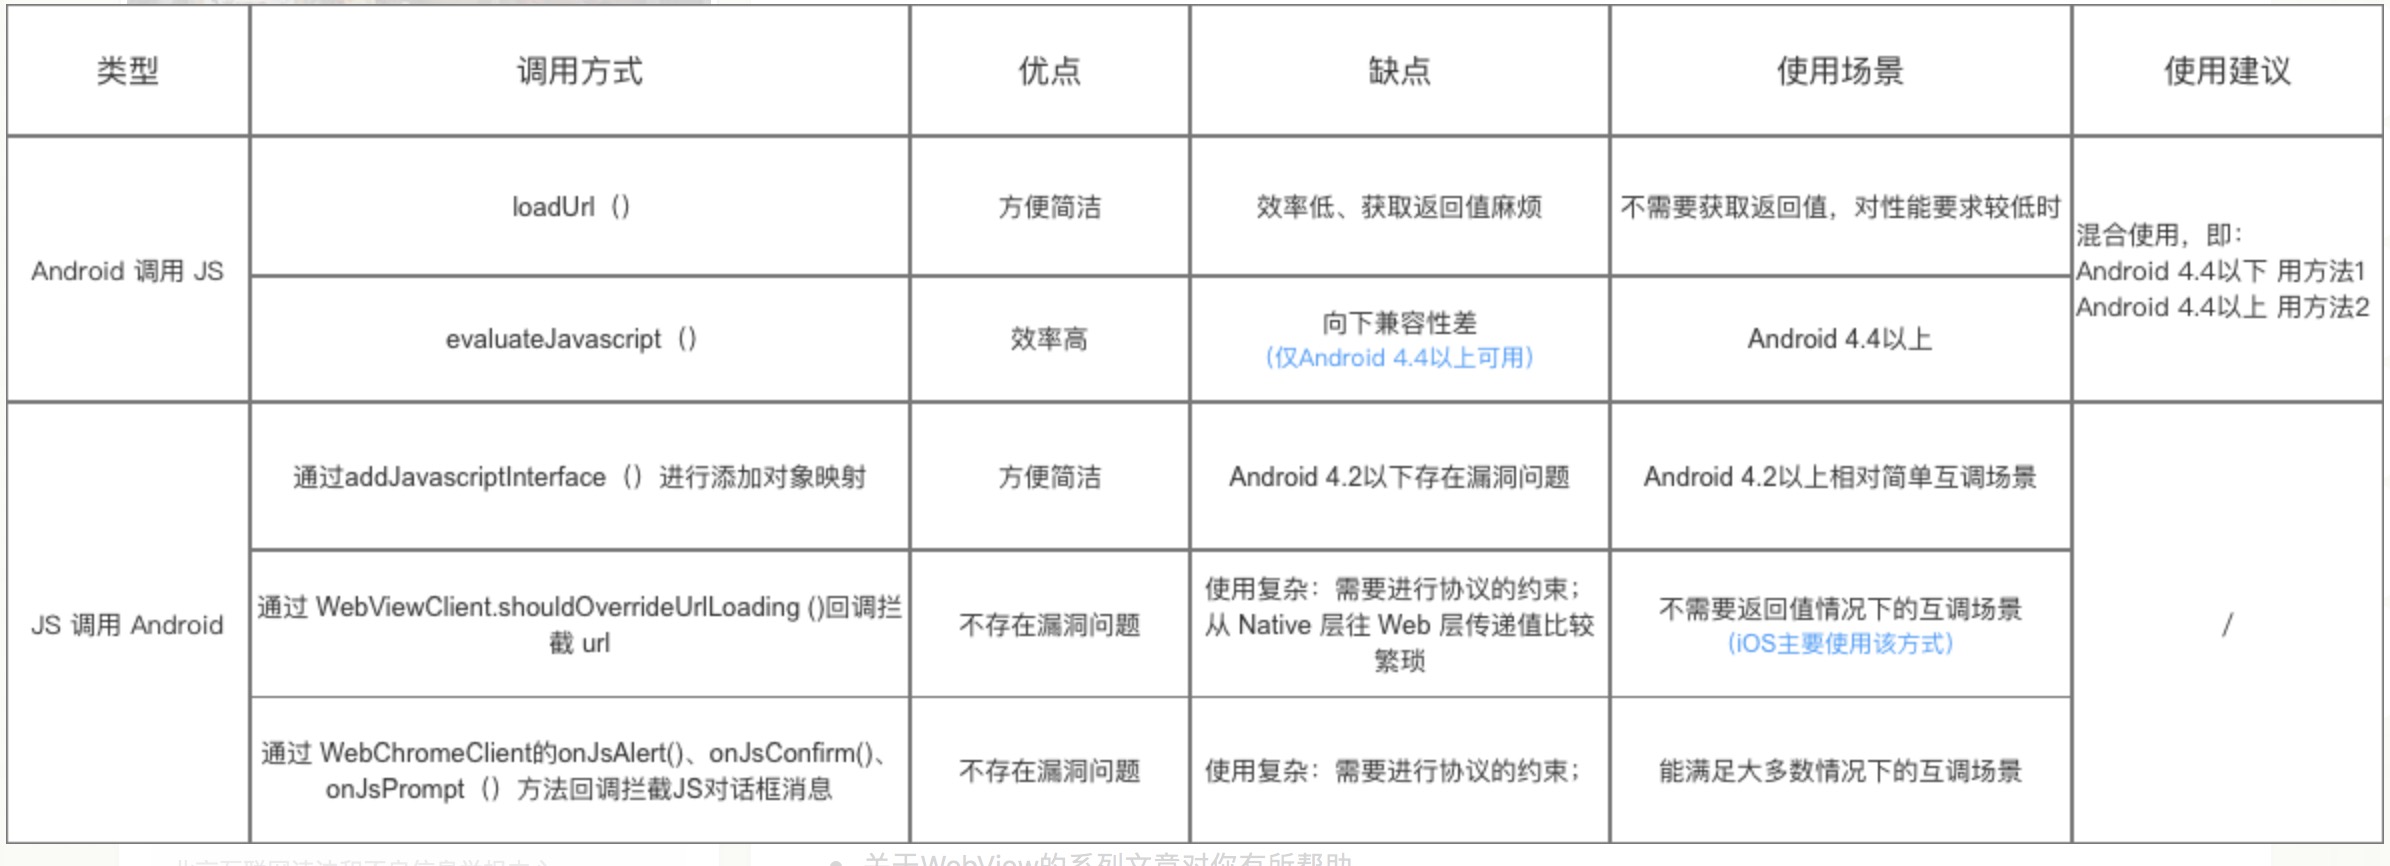 类型
调用方式
优点
缺点
使用场景
使用建议
Android 调用 JS
loadUrl（）
方便简洁
效率低、获取返回值麻烦
不需要获取返回值，对性能要求较低时
混合使用，即：
Android 4.4以下 用方法1
Android 4.4以上 用方法2
evaluateJavascript（）
效率高
向下兼容性差
（仅Android 4.4以上可用）
Android 4.4以上
JS 调用 Android
通过addJavascriptInterface（）进行添加对象映射
方便简洁
Android 4.2以下存在漏洞问题
Android 4.2以上相对简单互调场景
通过 WebViewClient.shouldOverrideUrlLoading ()回调拦
截 url
不存在漏洞问题
使用复杂：需要进行协议的约束；
从 Native 层往 Web 层传递值比较
繁琐
不需要返回值情况下的互调场景
（iOS主要使用该方式）
/
通过 WebChromeClient的onJsAlert()、onJsConfirm()、
onJsPrompt（）方法回调拦截JS对话框消息
不存在漏洞问题
使用复杂：需要进行协议的约束；
能满足大多数情况下的互调场景
关于WebView的系列文章对你有所帮助